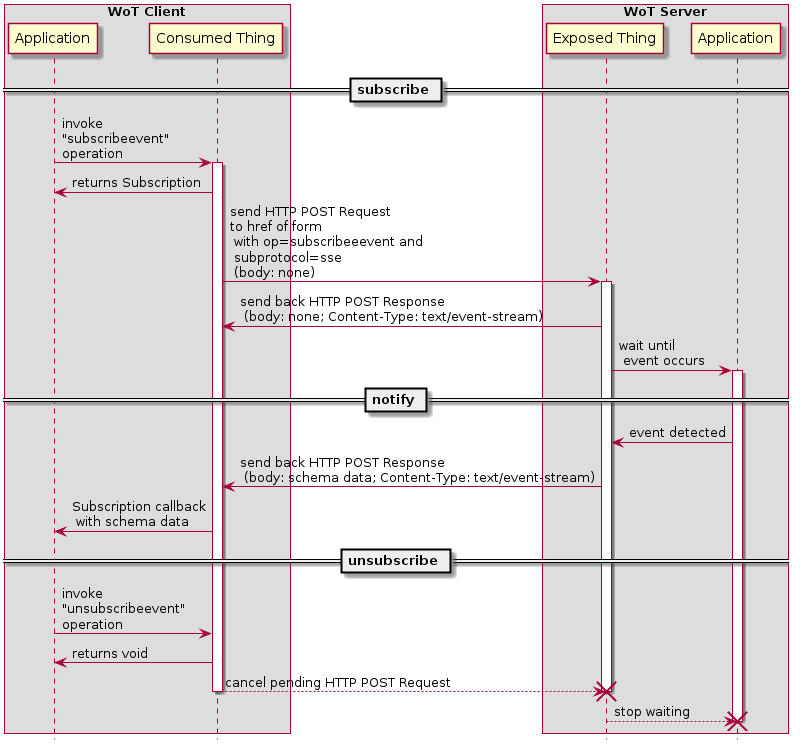 WoT Client
WoT Server
Application
Consumed Thing
Exposed Thing
Application
subscribe
invoke
"subscribeevent"
operation
returns Subscription
send HTTP POST Request
to href of form
with op=subscribeeevent and
subprotocol=sse
(body: none)
send back HTTP POST Response
(body: none; Content-Type: text/event-stream)
wait until
event occurs
notify
event detected
send back HTTP POST Response
(body: schema data; Content-Type: text/event-stream)
Subscription callback
with schema data
unsubscribe
invoke
"unsubscribeevent"
operation
returns void
cancel pending HTTP POST Request
stop waiting